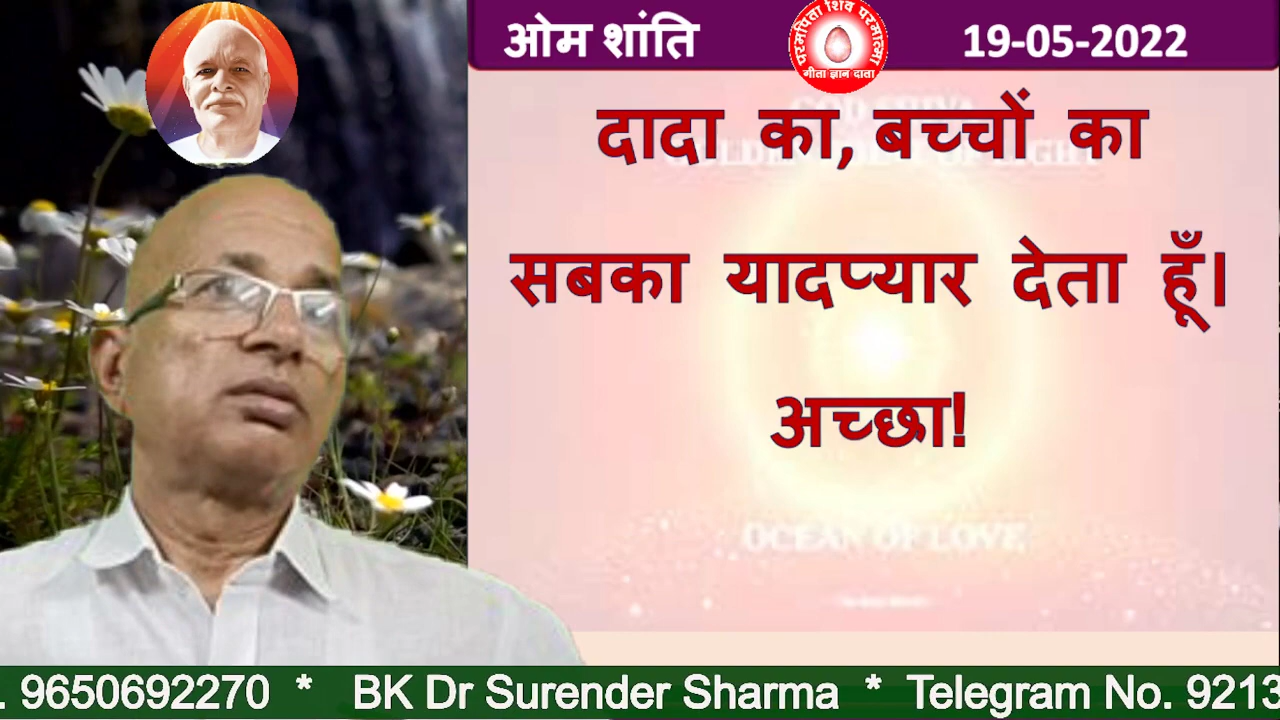 ओम शांति
परमपिता शिव परमात्मा
गीता ज्ञान दाता
19-05-2022
दादा का, बच्चों का
सबका यादप्यार देता हूँ।
अच्छा!
OCEAN OF LOVE
. 9650692270 * BK Dr Surender Sharma * Telegram No. 9213